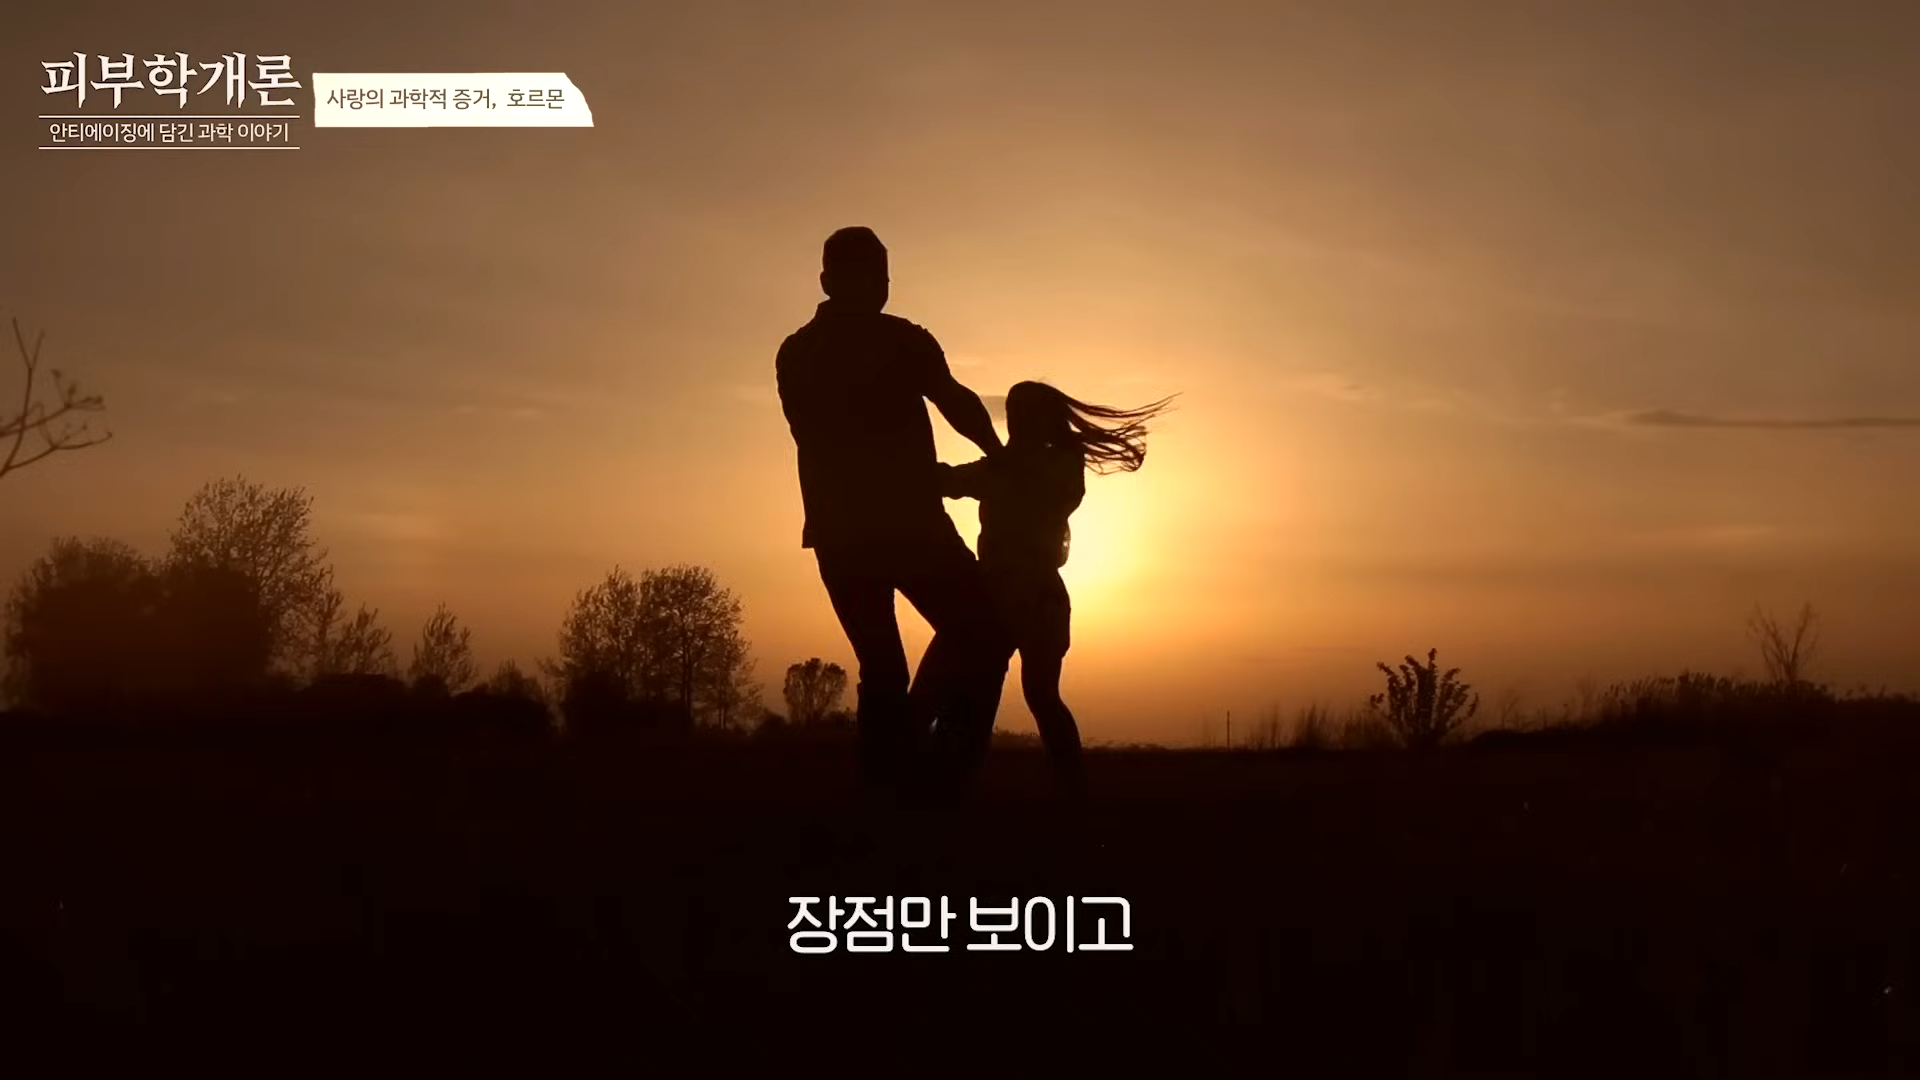 피부학개론
안티에이징에 담긴 과학 이야기
사랑의 과학적 증거, 호르몬
장점만 보이고